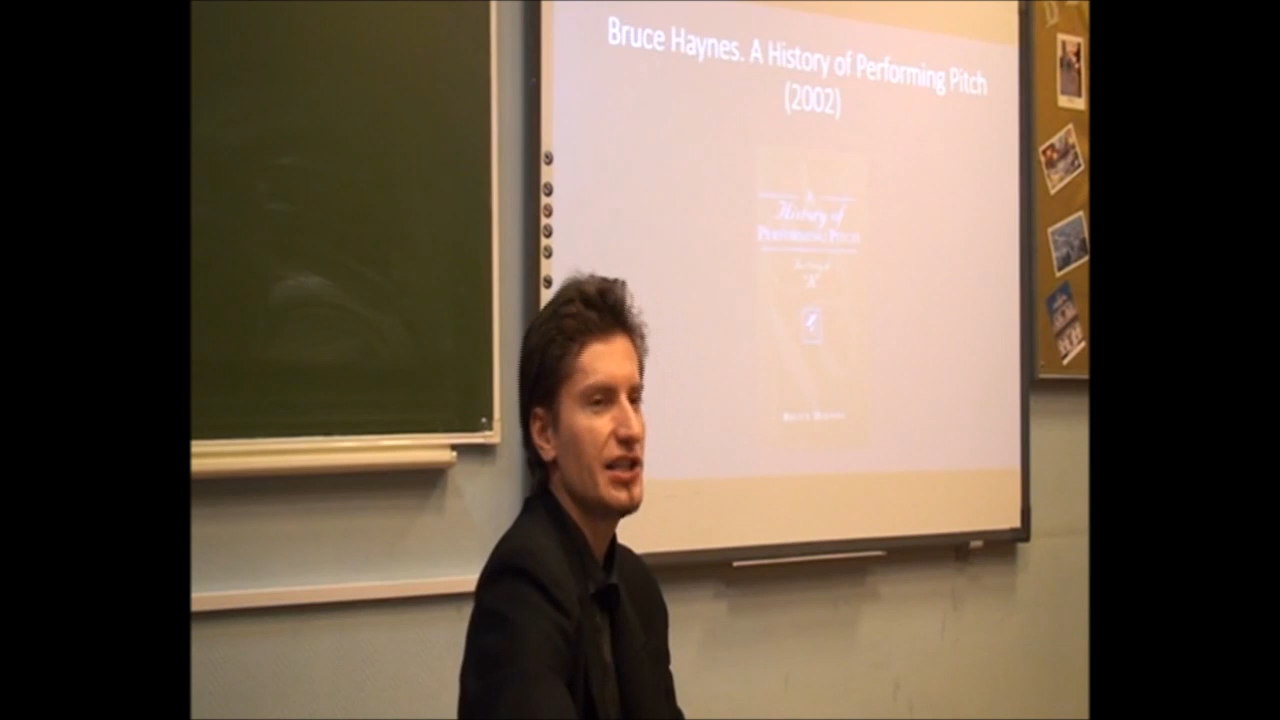 Bruce Haynes. A History of Performing Pitch
(2002)
A
History of
PERFORMING PITCH
"A"